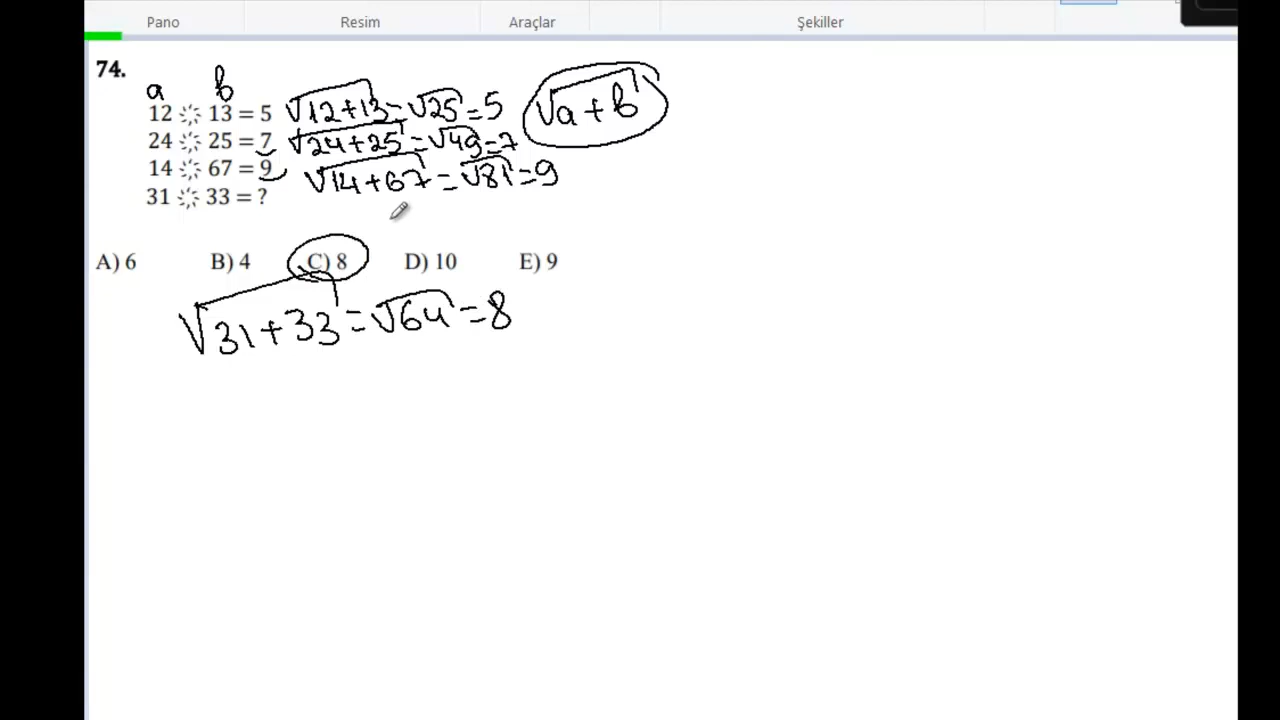 Pano Resim Araçlar Şekiller
74.
a b
12 ҉ 13 = 5 √12+13 = √25 = 5 √a+b
24 ҉ 25 = 7 √24+25 = √49 = 7
14 ҉ 67 = 9 √14+67 = √81 = 9
31 ҉ 33 = ?
A) 6 B) 4 C) 8 D) 10 E) 9
√31+33 = √64 = 8